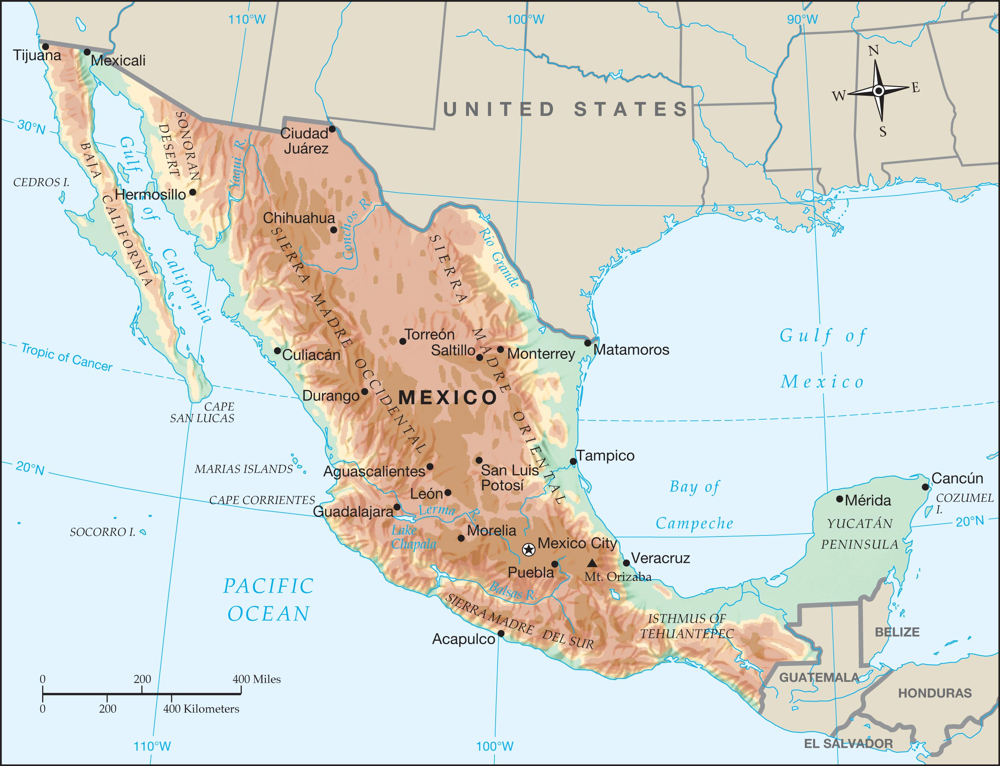 110°W
100°W
90°W
N
W
E
S
Tijuana
Mexicali
UNITED STATES
30°N
SONORAN
DESERT
Gulf
of
California
BAJA
CALIFORNIA
Yaqui R.
Ciudad
Juárez
CEDROS I.
Hermosillo
Chihuahua
Conchos R.
Rio Grande
SIERRA
MADRE
OCCIDENTAL
SIERRA
MADRE
ORIENTAL
Tropic of Cancer
Torreón
Saltillo
Monterrey
Matamoros
Culiacán
Durango
MEXICO
Gulf of
Mexico
CAPE
SAN LUCAS
Tampico
20°N
MARIAS ISLANDS
Aguascalientes
San Luis
Potosí
León
CAPE CORRIENTES
Guadalajara
Lerma R.
Lake
Chapala
Morelia
SOCORRO I.
Mexico City
Puebla
Mt. Orizaba
Veracruz
Bay of
Campeche
Cancún
Mérida
COZUMEL
I.
20°N
YUCATÁN
PENINSULA
PACIFIC
OCEAN
Balsas R.
SIERRA MADRE DEL SUR
Acapulco
ISTHMUS OF
TEHUANTEPEC
BELIZE
GUATEMALA
HONDURAS
EL SALVADOR
0 200 400 Miles
0 200 400 Kilometers
110°W
100°W